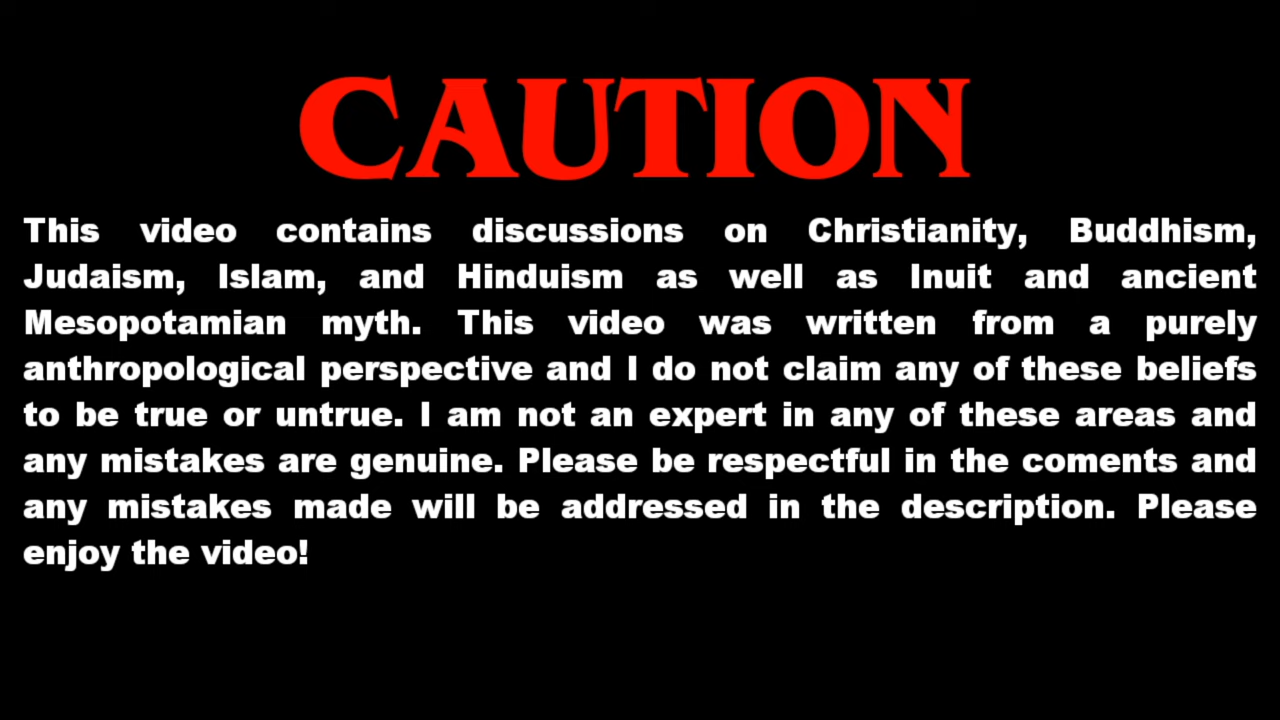 CAUTION
This video contains discussions on Christianity, Buddhism,
Judaism, Islam, and Hinduism as well as Inuit and ancient
Mesopotamian myth. This video was written from a purely
anthropological perspective and I do not claim any of these beliefs
to be true or untrue. I am not an expert in any of these areas and
any mistakes are genuine. Please be respectful in the coments and
any mistakes made will be addressed in the description. Please
enjoy the video!